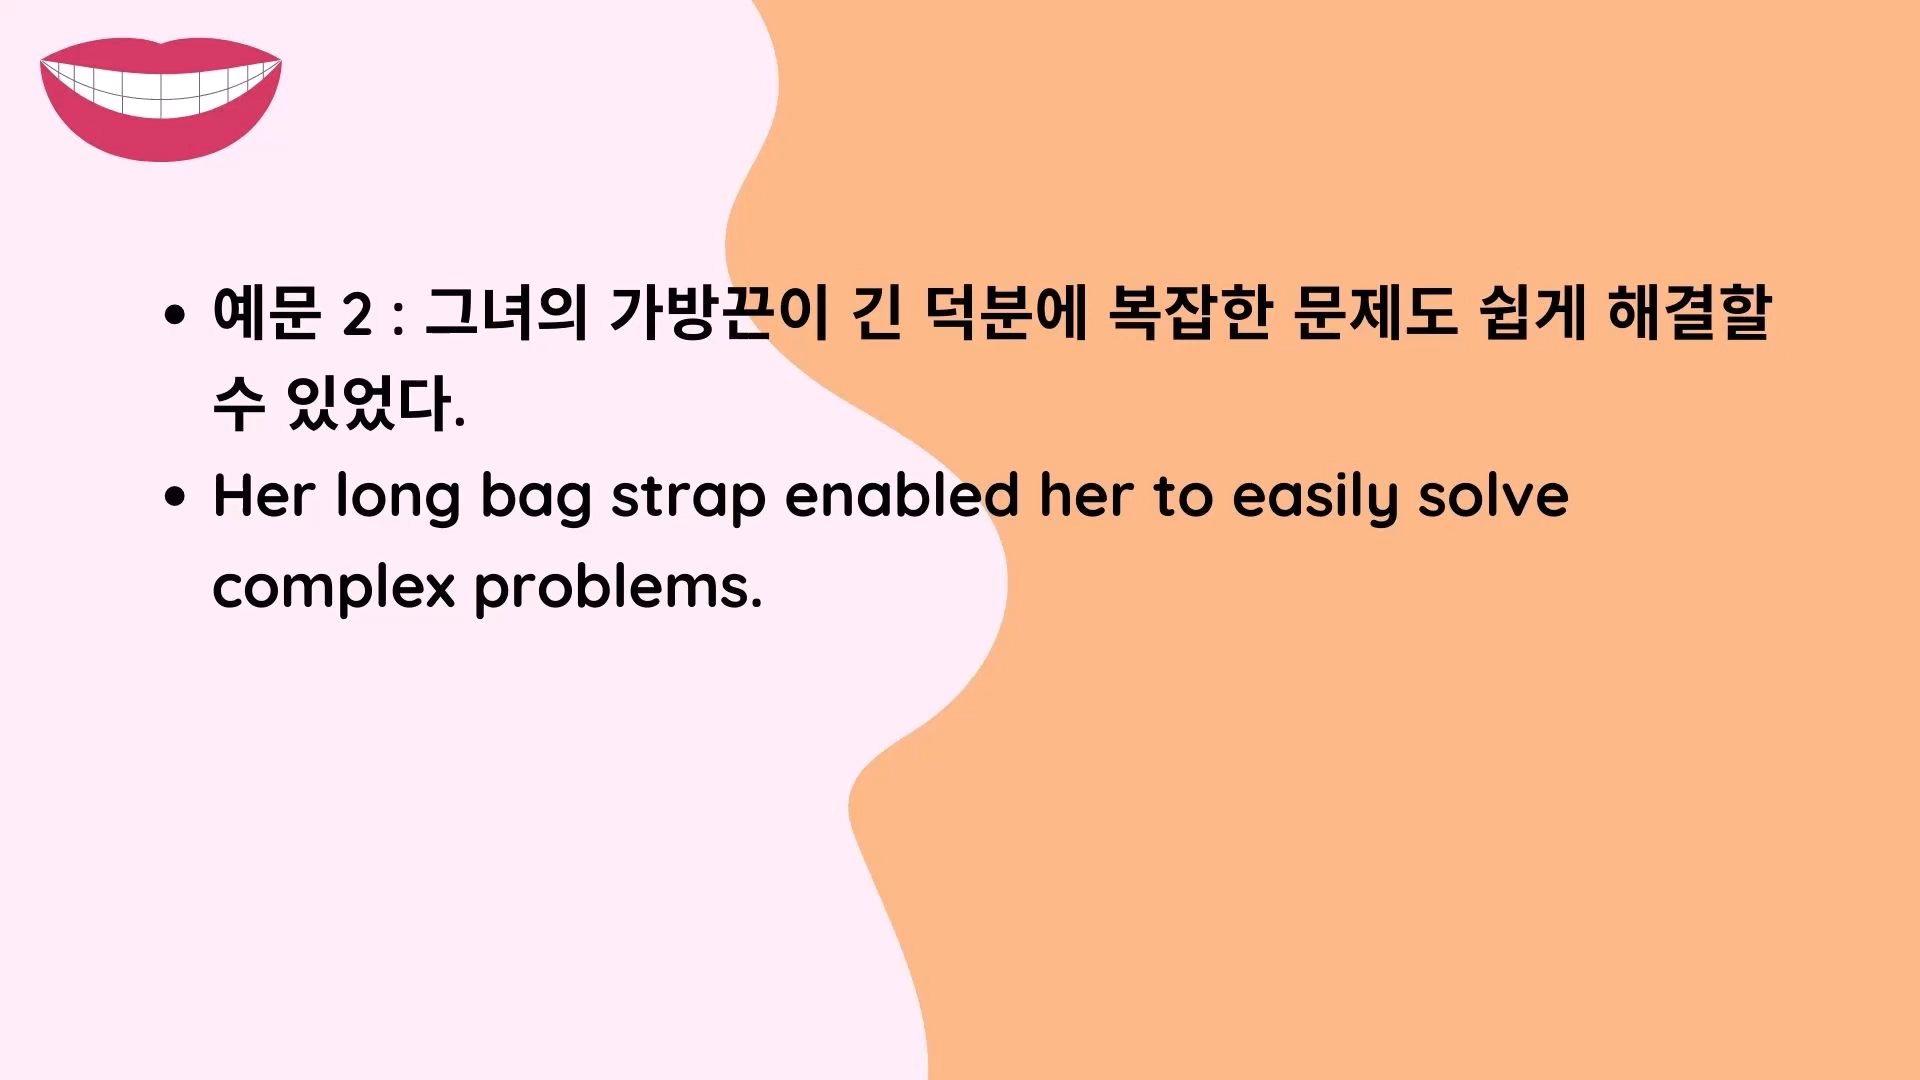 • 예문 2 : 그녀의 가방끈이 긴 덕분에 복잡한 문제도 쉽게 해결할
수 있었다.
• Her long bag strap enabled her to easily solve
complex problems.